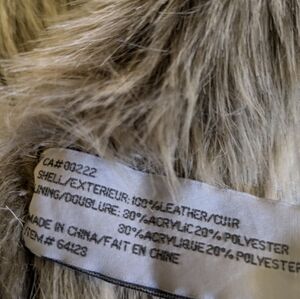 CA# 00222
SHELL/EXTERIEUR: 100%LEATHER/CUIR
LINING/DOUBLURE: 80%ACRYLIC20%POLYESTER
80%ACRYLIQUE20%POLYESTER
MADE IN CHINA/FAIT EN CHINE
ITEM# 64123